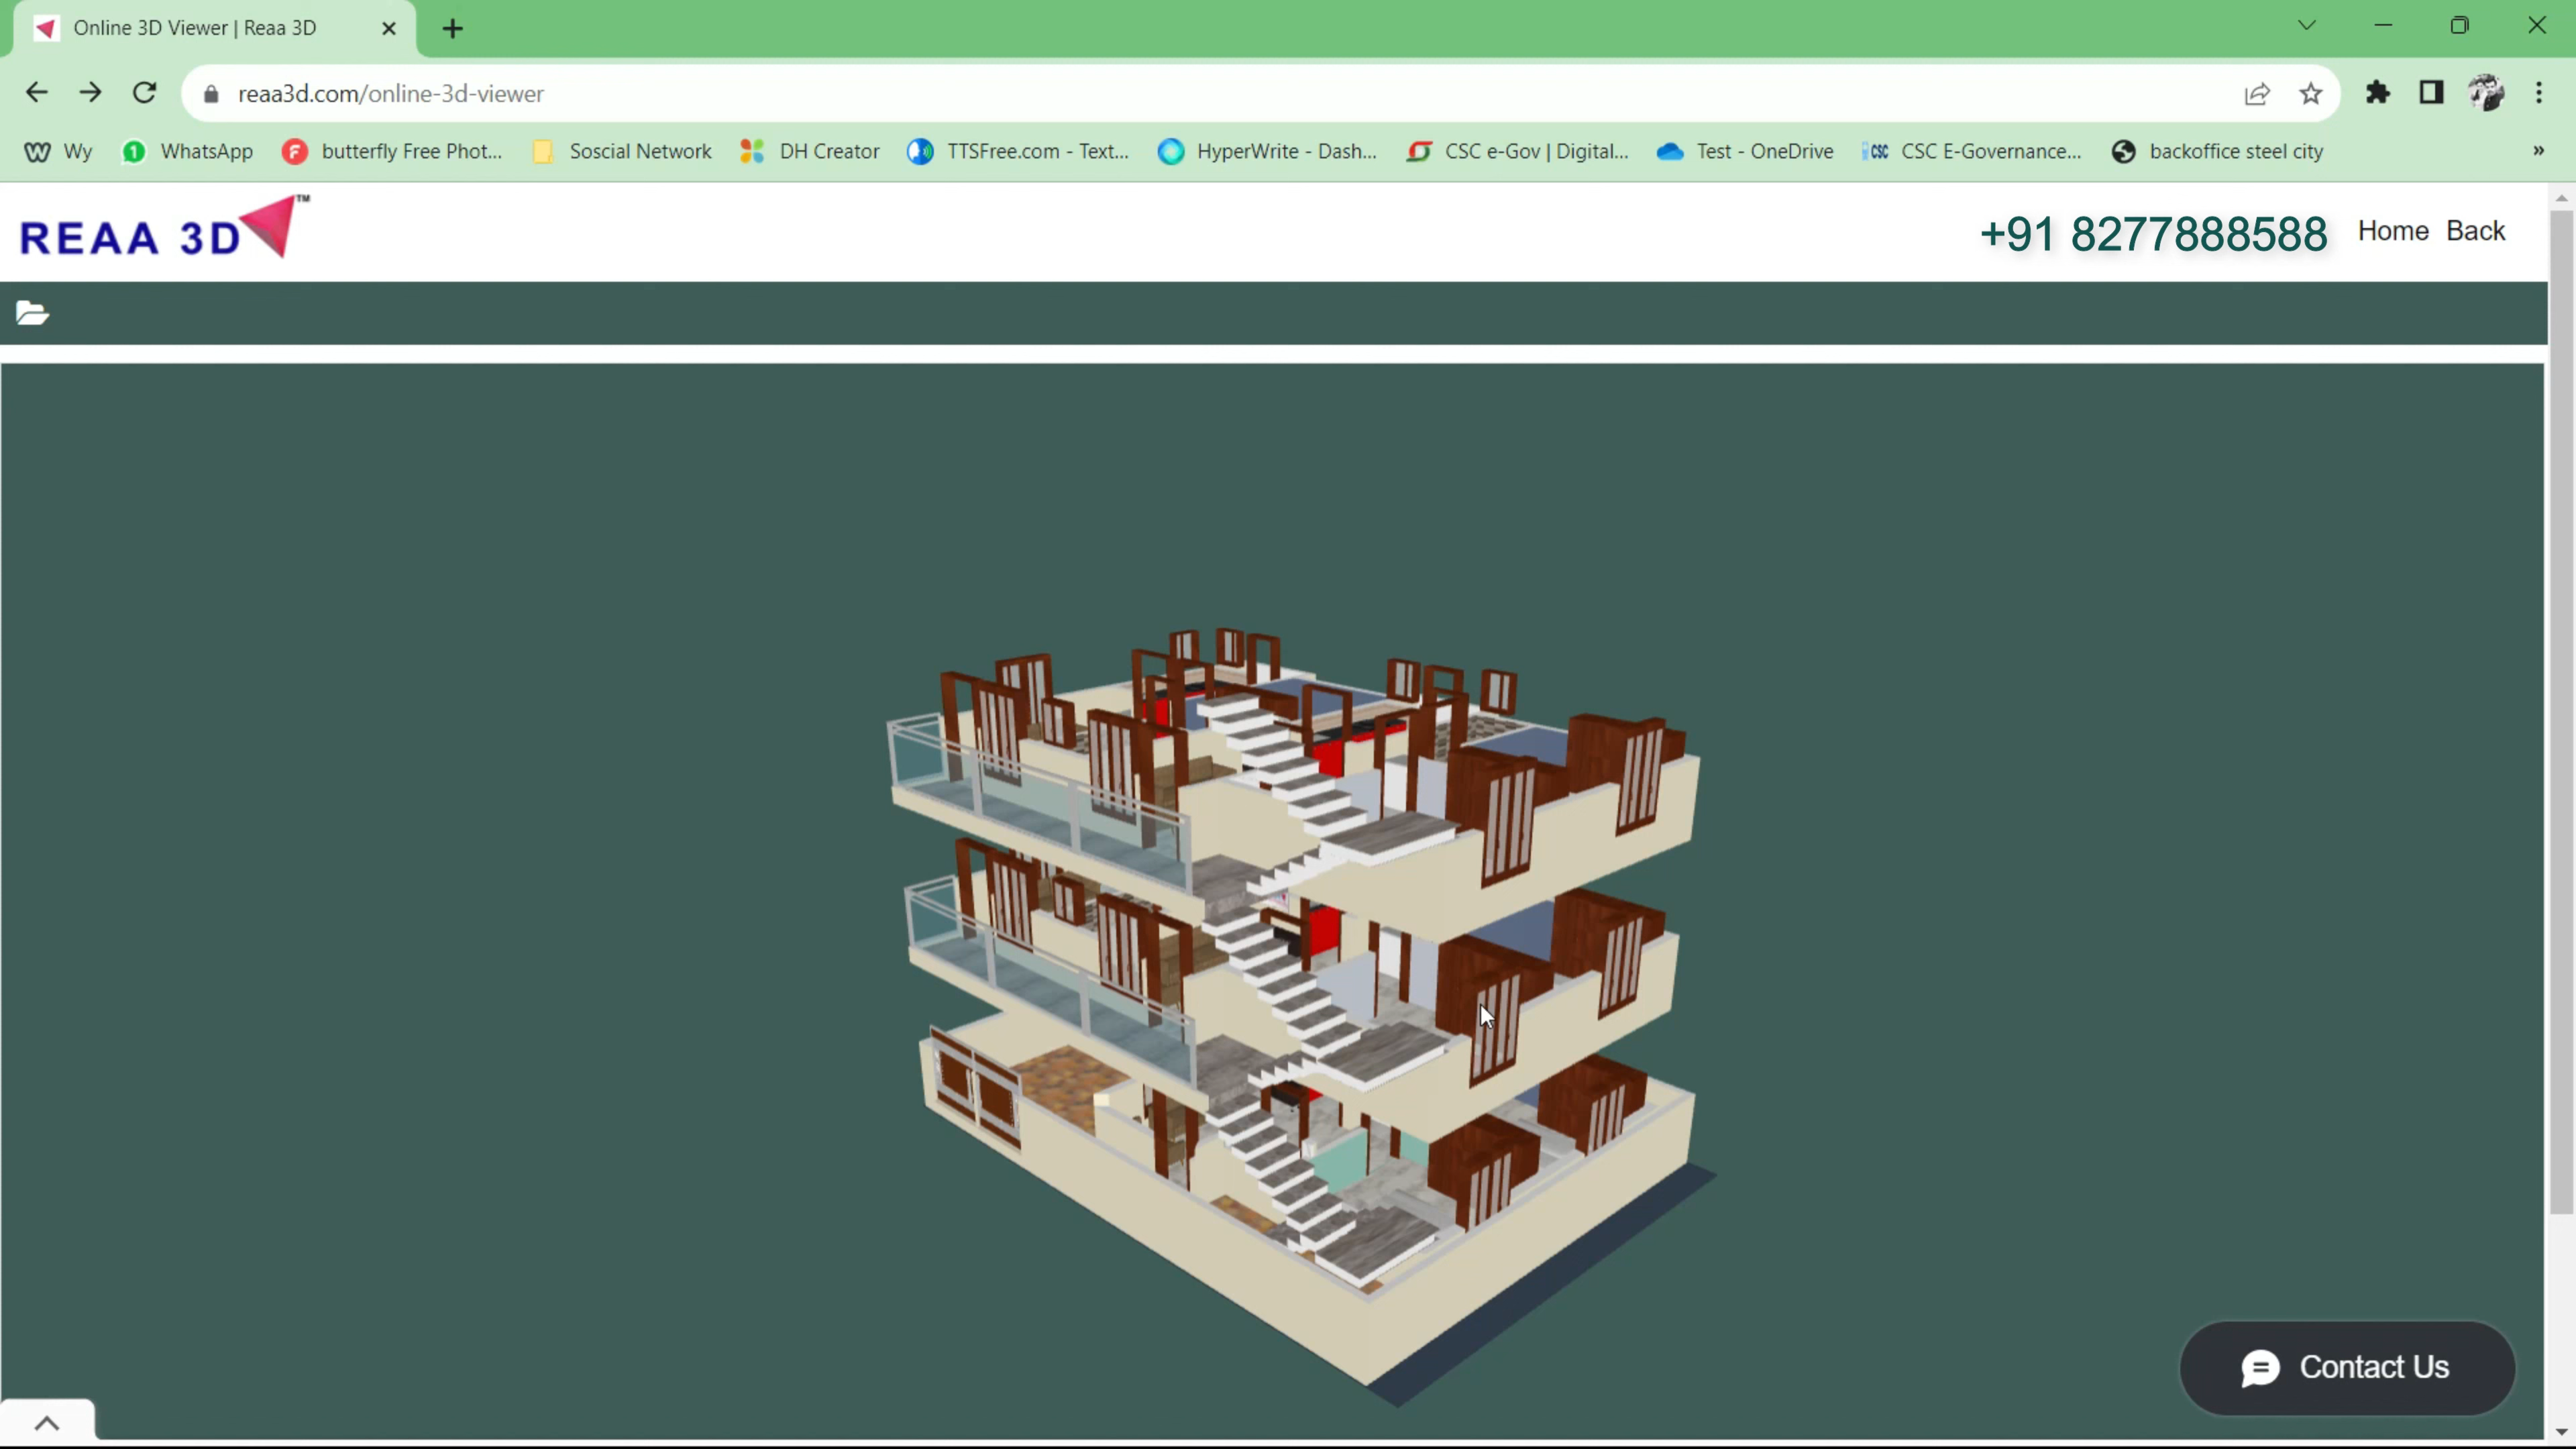 Online 3D Viewer | Reaa 3D
reaa3d.com/online-3d-viewer
Wy WhatsApp butterfly Free Phot... Soscial Network DH Creator TTSFree.com - Text... HyperWrite - Dash... CSC e-Gov | Digital... Test - OneDrive CSC E-Governance... backoffice steel city »
REAA 3D™ +91 8277888588 Home Back
Contact Us